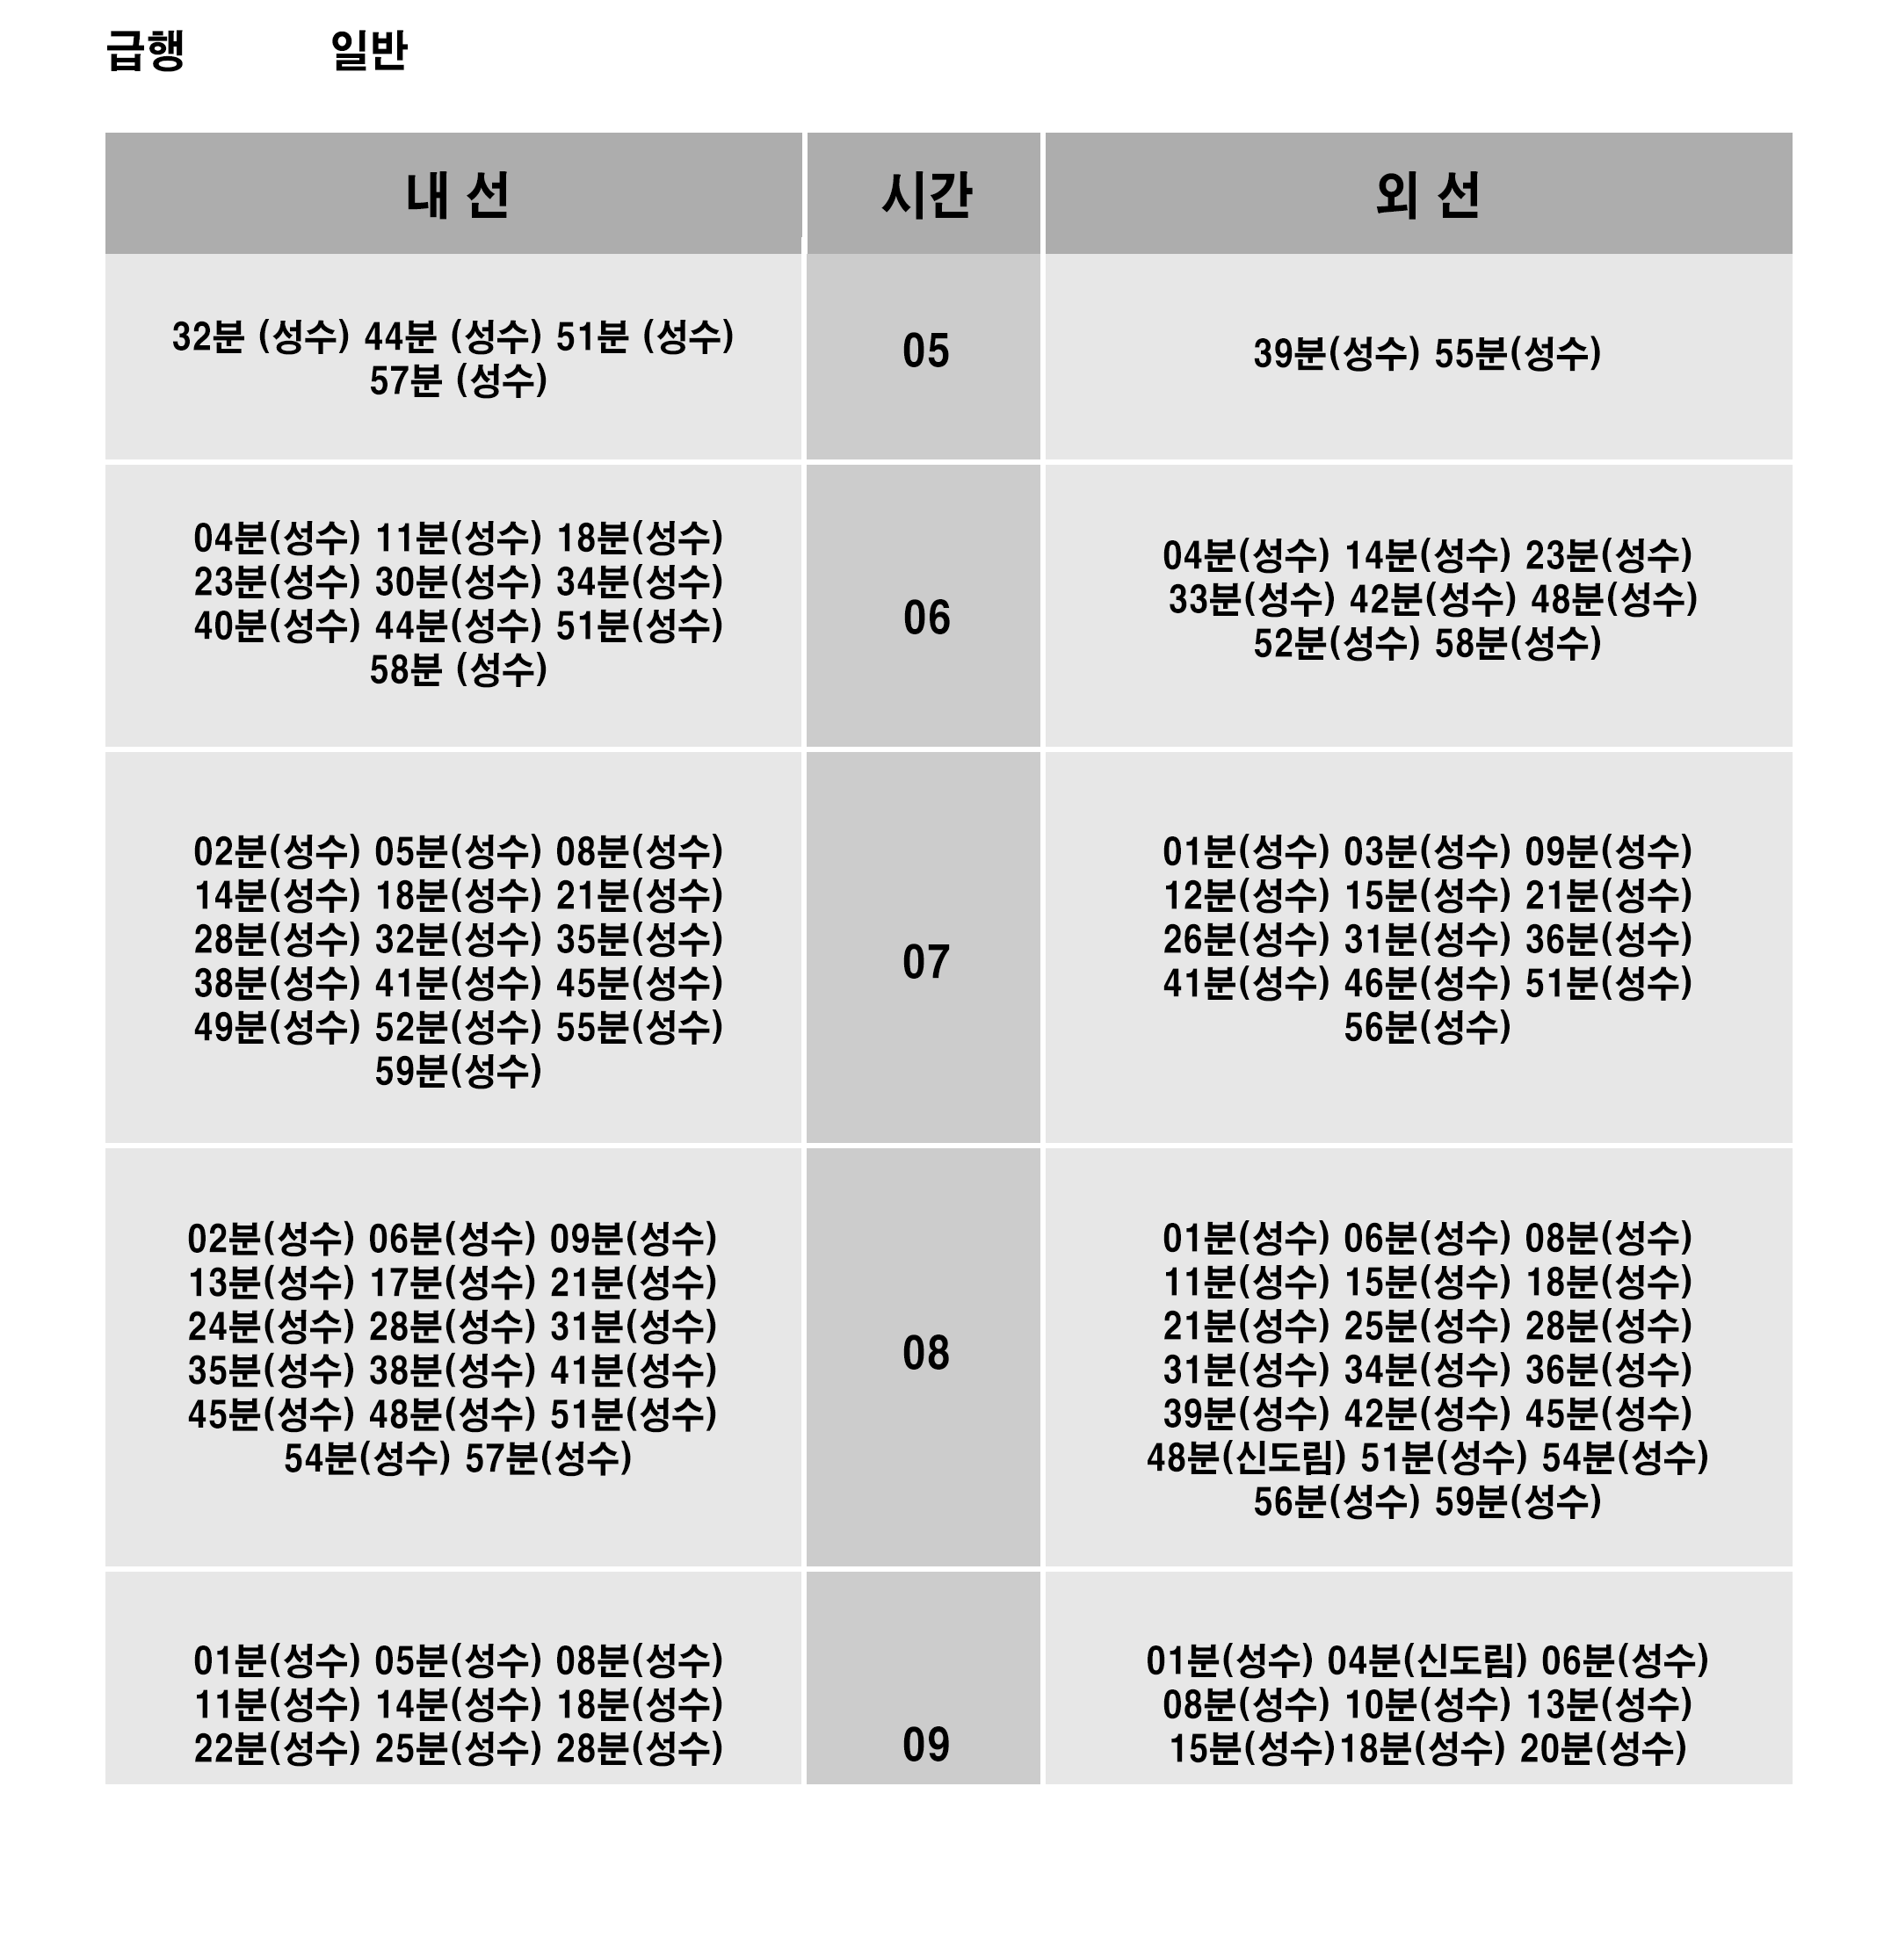 급행 일반
내 선 시간 외 선
32분 (성수) 44분 (성수) 51분 (성수)
57분 (성수)
05
39분(성수) 55분(성수)
04분(성수) 11분(성수) 18분(성수)
23분(성수) 30분(성수) 34분(성수)
40분(성수) 44분(성수) 51분(성수)
58분 (성수)
06
04분(성수) 14분(성수) 23분(성수)
33분(성수) 42분(성수) 48분(성수)
52분(성수) 58분(성수)
02분(성수) 05분(성수) 08분(성수)
14분(성수) 18분(성수) 21분(성수)
28분(성수) 32분(성수) 35분(성수)
38분(성수) 41분(성수) 45분(성수)
49분(성수) 52분(성수) 55분(성수)
59분(성수)
07
01분(성수) 03분(성수) 09분(성수)
12분(성수) 15분(성수) 21분(성수)
26분(성수) 31분(성수) 36분(성수)
41분(성수) 46분(성수) 51분(성수)
56분(성수)
02분(성수) 06분(성수) 09분(성수)
13분(성수) 17분(성수) 21분(성수)
24분(성수) 28분(성수) 31분(성수)
35분(성수) 38분(성수) 41분(성수)
45분(성수) 48분(성수) 51분(성수)
54분(성수) 57분(성수)
08
01분(성수) 06분(성수) 08분(성수)
11분(성수) 15분(성수) 18분(성수)
21분(성수) 25분(성수) 28분(성수)
31분(성수) 34분(성수) 36분(성수)
39분(성수) 42분(성수) 45분(성수)
48분(신도림) 51분(성수) 54분(성수)
56분(성수) 59분(성수)
01분(성수) 05분(성수) 08분(성수)
11분(성수) 14분(성수) 18분(성수)
22분(성수) 25분(성수) 28분(성수)
09
01분(성수) 04분(신도림) 06분(성수)
08분(성수) 10분(성수) 13분(성수)
15분(성수)18분(성수) 20분(성수)